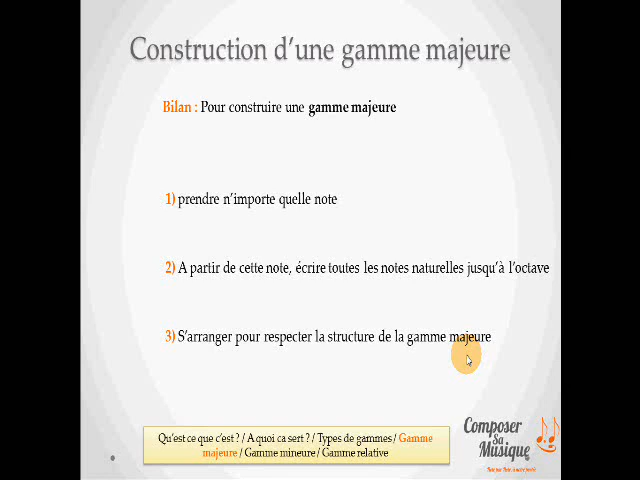 Construction d’une gamme majeure
Bilan : Pour construire une gamme majeure
1) prendre n’importe quelle note
2) A partir de cette note, écrire toutes les notes naturelles jusqu’à l’octave
3) S’arranger pour respecter la structure de la gamme majeure
Qu’est ce que c’est ? / A quoi ca sert ? / Types de gammes / Gamme
majeure / Gamme mineure / Gamme relative
Composer
Sa
Musique